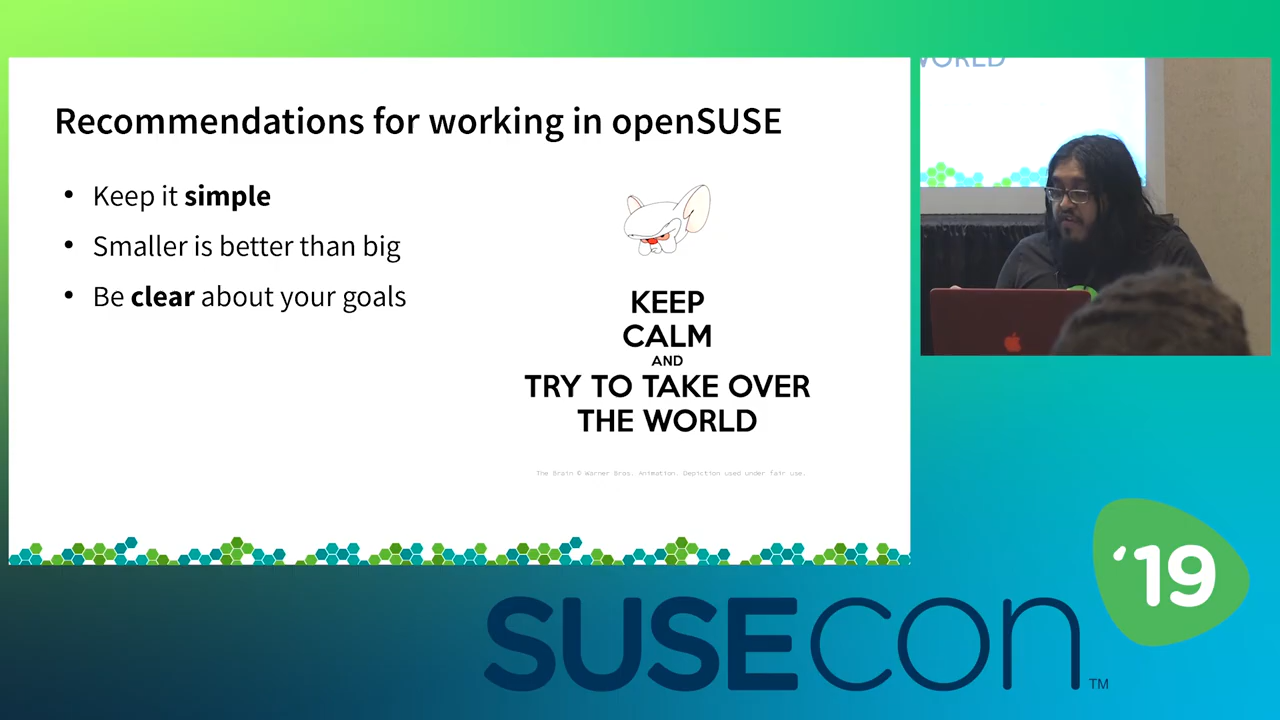 Recommendations for working in openSUSE
• Keep it simple
• Smaller is better than big
• Be clear about your goals
KEEP
CALM
AND
TRY TO TAKE OVER
THE WORLD
The Brain © Warner Bros. Animation. Depiction used under fair use.
WORLD
'19
SUSECON
TM